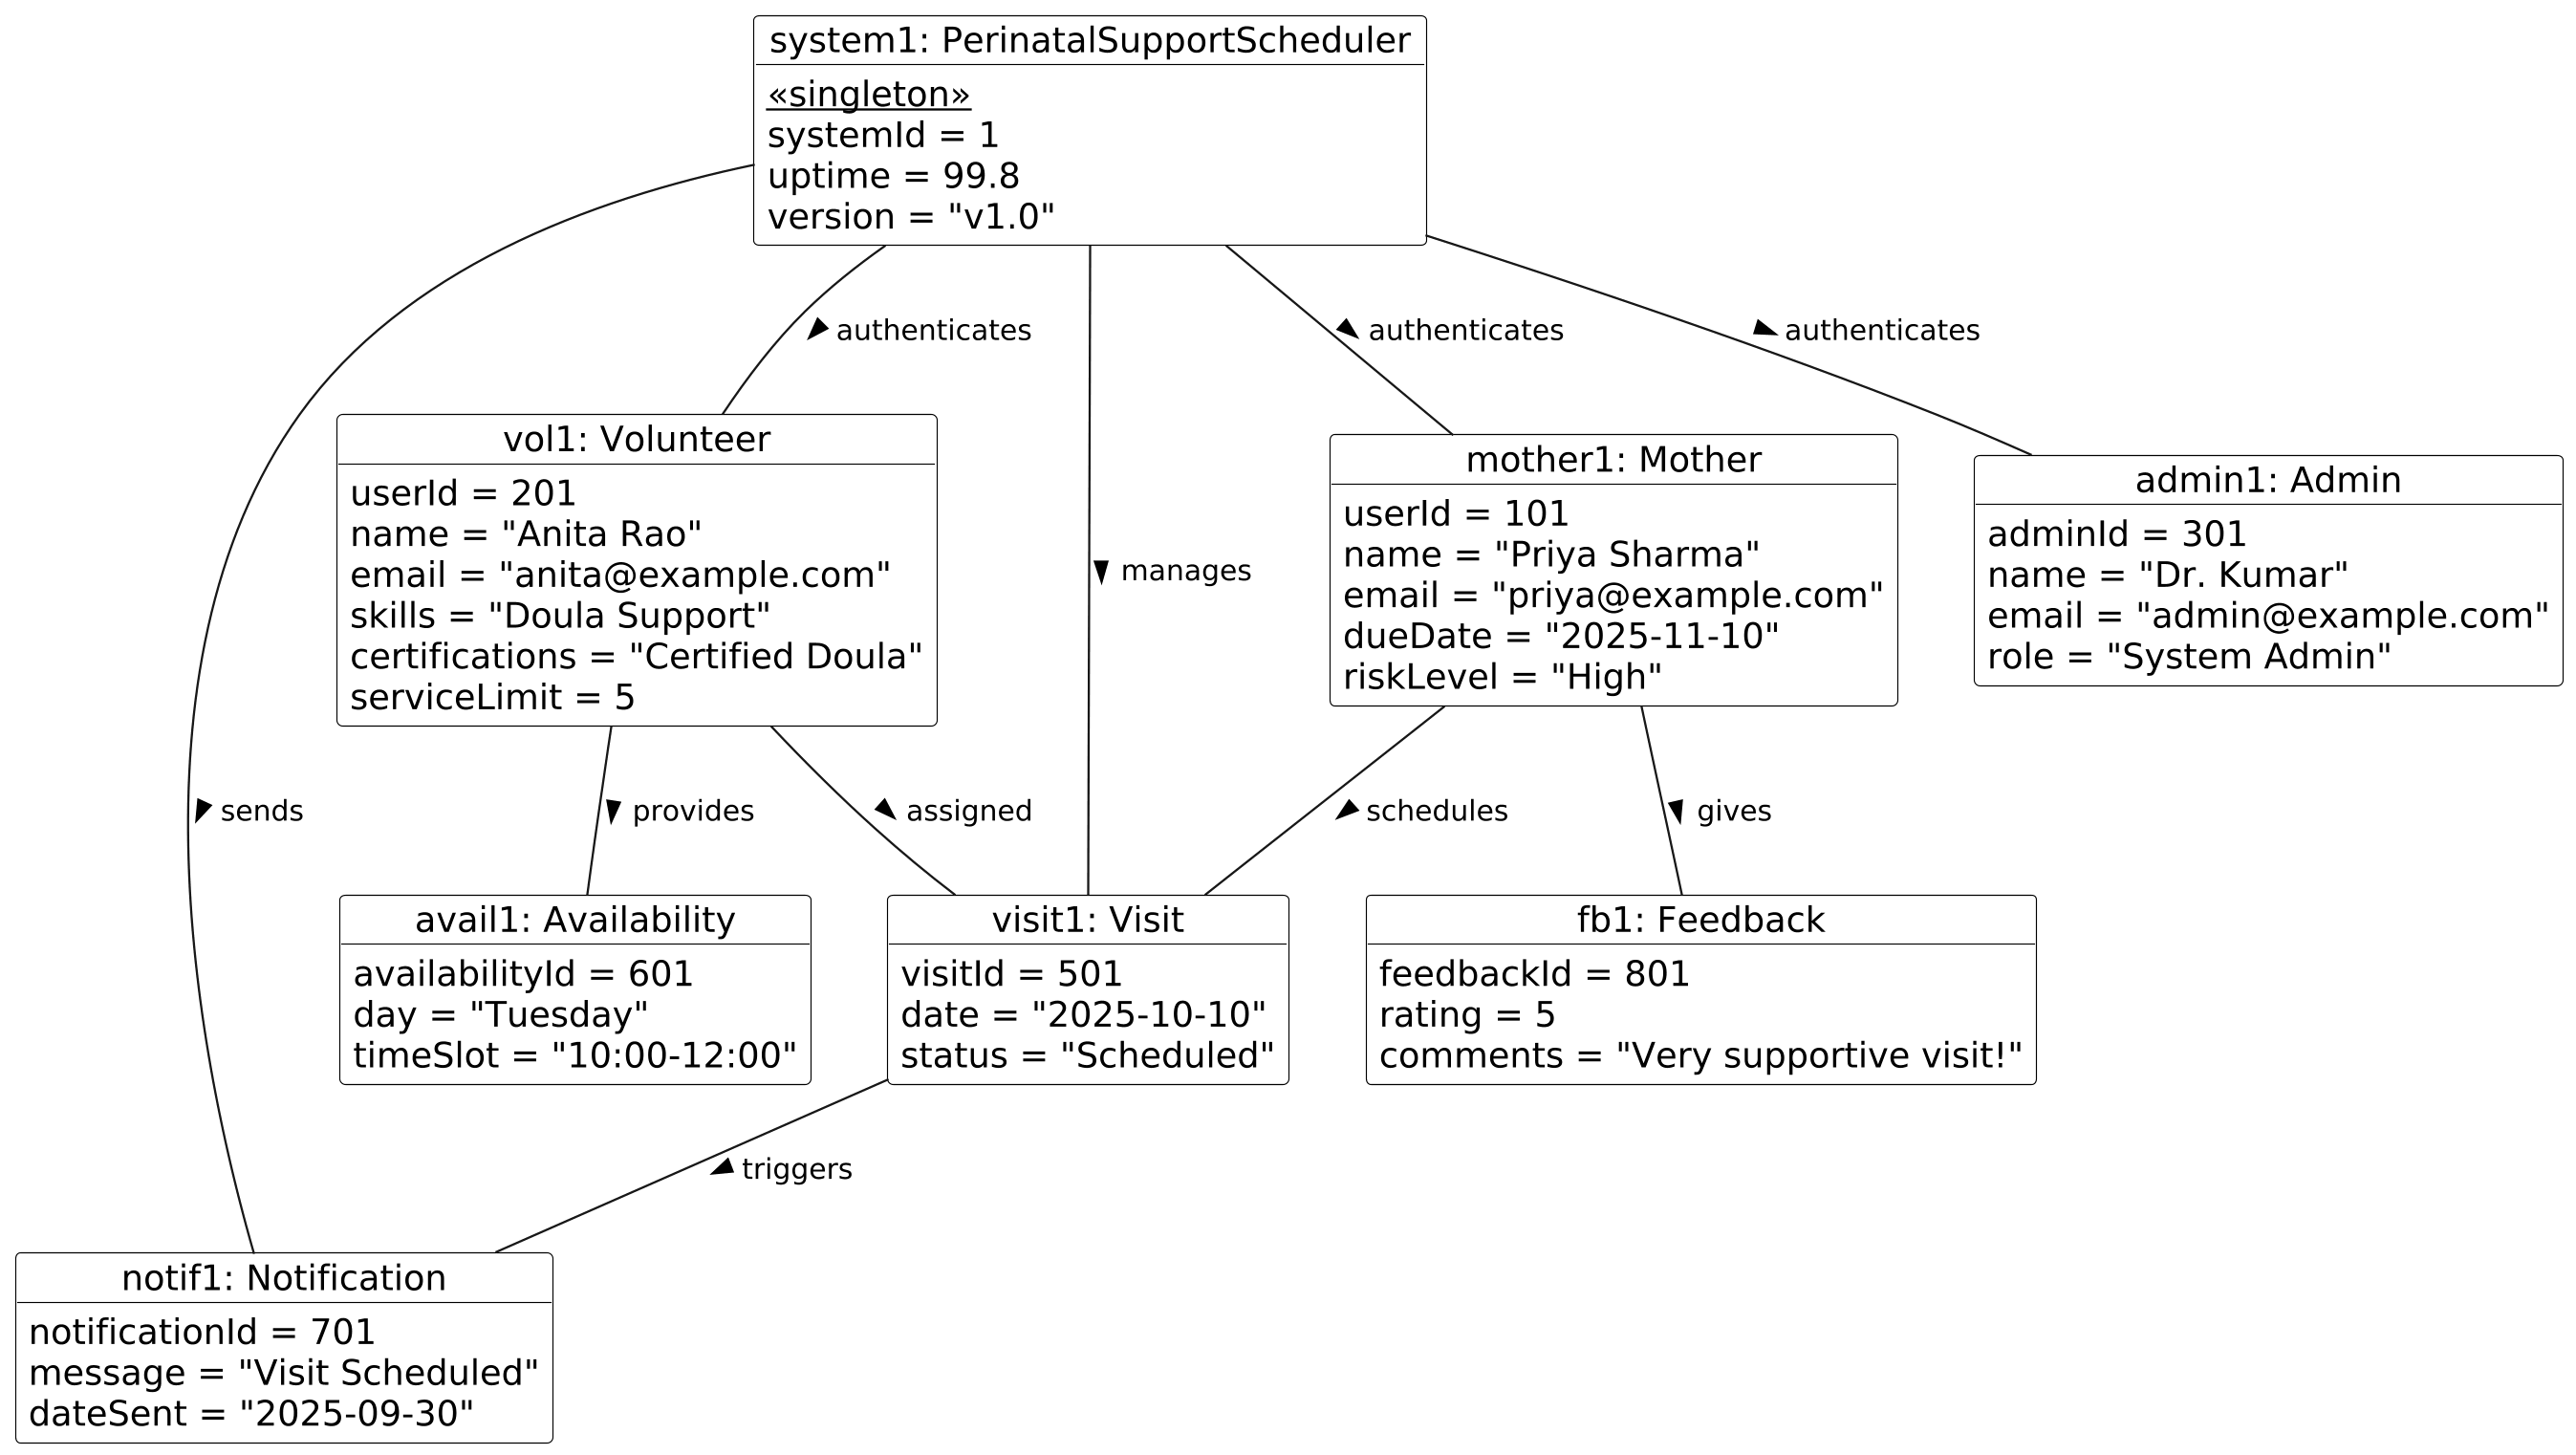 system1: PerinatalSupportScheduler
«singleton»
systemId = 1
uptime = 99.8
version = "v1.0"
authenticates
authenticates
authenticates
vol1: Volunteer
userId = 201
name = "Anita Rao"
email = "anita@example.com"
skills = "Doula Support"
certifications = "Certified Doula"
serviceLimit = 5
manages
mother1: Mother
userId = 101
name = "Priya Sharma"
email = "priya@example.com"
dueDate = "2025-11-10"
riskLevel = "High"
admin1: Admin
adminId = 301
name = "Dr. Kumar"
email = "admin@example.com"
role = "System Admin"
sends
provides
assigned
schedules
gives
avail1: Availability
availabilityId = 601
day = "Tuesday"
timeSlot = "10:00-12:00"
visit1: Visit
visitId = 501
date = "2025-10-10"
status = "Scheduled"
fb1: Feedback
feedbackId = 801
rating = 5
comments = "Very supportive visit!"
triggers
notif1: Notification
notificationId = 701
message = "Visit Scheduled"
dateSent = "2025-09-30"